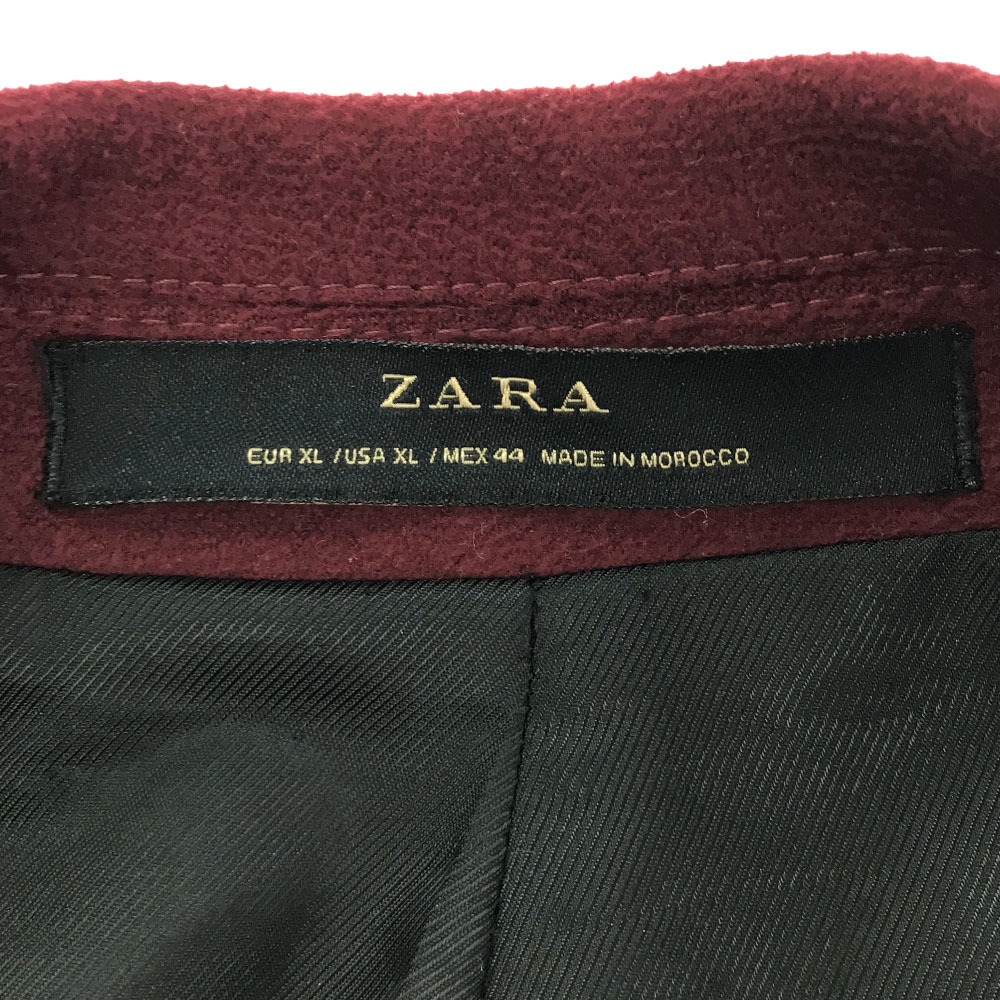 ZARA
EUR XL / USA XL / MEX 44 MADE IN MOROCCO